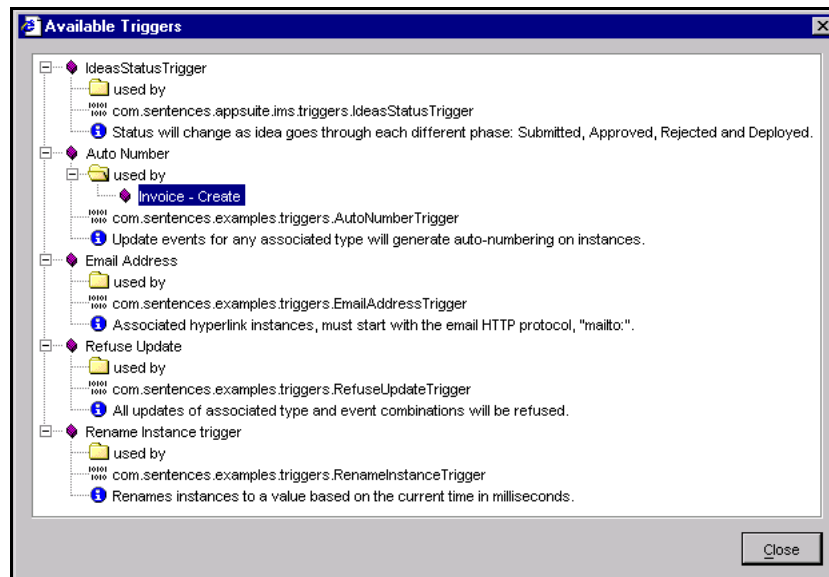 Available Triggers
IdeasStatusTrigger
used by
com.sentences.appsuite.ims.triggers.IdeasStatusTrigger
Status will change as idea goes through each different phase: Submitted, Approved, Rejected and Deployed.
Auto Number
used by
Invoice - Create
com.sentences.examples.triggers.AutoNumberTrigger
Update events for any associated type will generate auto-numbering on instances.
Email Address
used by
com.sentences.examples.triggers.EmailAddressTrigger
Associated hyperlink instances, must start with the email HTTP protocol, "mailto:".
Refuse Update
used by
com.sentences.examples.triggers.RefuseUpdateTrigger
All updates of associated type and event combinations will be refused.
Rename Instance trigger
used by
com.sentences.examples.triggers.RenameInstanceTrigger
Renames instances to a value based on the current time in milliseconds.
Close